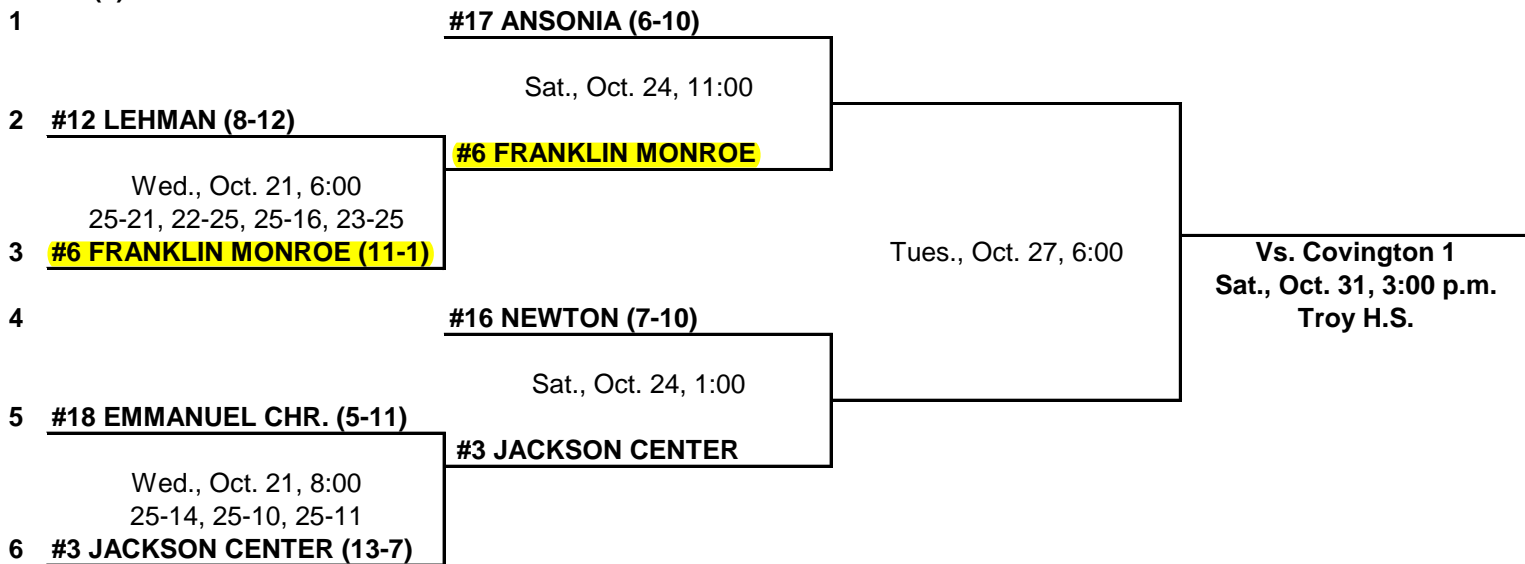 1 #17 ANSONIA (6-10)
Sat., Oct. 24, 11:00
2 #12 LEHMAN (8-12)
#6 FRANKLIN MONROE
Wed., Oct. 21, 6:00
25-21, 22-25, 25-16, 23-25
3 #6 FRANKLIN MONROE (11-1)
Tues., Oct. 27, 6:00
Vs. Covington 1
Sat., Oct. 31, 3:00 p.m.
Troy H.S.
4 #16 NEWTON (7-10)
Sat., Oct. 24, 1:00
5 #18 EMMANUEL CHR. (5-11)
#3 JACKSON CENTER
Wed., Oct. 21, 8:00
25-14, 25-10, 25-11
6 #3 JACKSON CENTER (13-7)